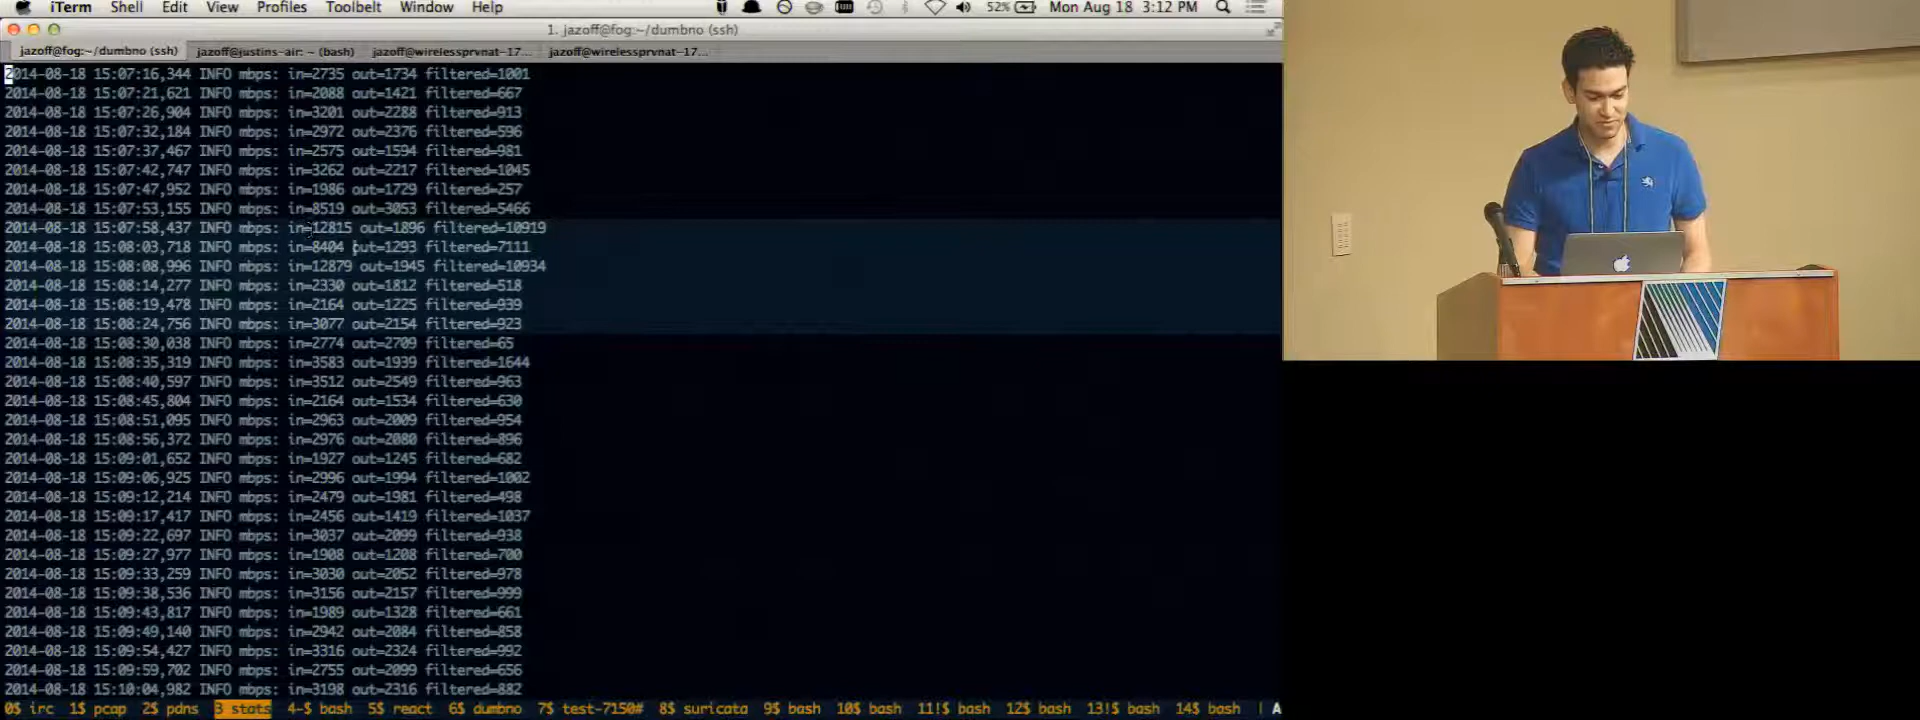 iTerm Shell Edit View Profiles Toolbelt Window Help 52% Mon Aug 18 3:12 PM
1. jazoff@fog:~/dumbno (ssh)
jazoff@fog:~/dumbno (ssh) jazoff@justins-air: ~ (bash) jazoff@wirelessprvnat-17... jazoff@wirelessprvnat-17...
2014-08-18 15:07:16,344 INFO mbps: in=2735 out=1734 filtered=1001
2014-08-18 15:07:21,621 INFO mbps: in=2088 out=1421 filtered=667
2014-08-18 15:07:26,904 INFO mbps: in=3201 out=2288 filtered=913
2014-08-18 15:07:32,184 INFO mbps: in=2972 out=2376 filtered=596
2014-08-18 15:07:37,467 INFO mbps: in=2575 out=1594 filtered=981
2014-08-18 15:07:42,747 INFO mbps: in=3262 out=2217 filtered=1045
2014-08-18 15:07:47,952 INFO mbps: in=1986 out=1729 filtered=257
2014-08-18 15:07:53,155 INFO mbps: in=8519 out=3053 filtered=5466
2014-08-18 15:07:58,437 INFO mbps: in=12815 out=1896 filtered=10919
2014-08-18 15:08:03,718 INFO mbps: in=8404 out=1293 filtered=7111
2014-08-18 15:08:08,996 INFO mbps: in=12879 out=1945 filtered=10934
2014-08-18 15:08:14,277 INFO mbps: in=2330 out=1812 filtered=518
2014-08-18 15:08:19,478 INFO mbps: in=2164 out=1225 filtered=939
2014-08-18 15:08:24,756 INFO mbps: in=3077 out=2154 filtered=923
2014-08-18 15:08:30,038 INFO mbps: in=2774 out=2709 filtered=65
2014-08-18 15:08:35,319 INFO mbps: in=3583 out=1939 filtered=1644
2014-08-18 15:08:40,597 INFO mbps: in=3512 out=2549 filtered=963
2014-08-18 15:08:45,804 INFO mbps: in=2164 out=1534 filtered=630
2014-08-18 15:08:51,095 INFO mbps: in=2963 out=2009 filtered=954
2014-08-18 15:08:56,372 INFO mbps: in=2976 out=2080 filtered=896
2014-08-18 15:09:01,652 INFO mbps: in=1927 out=1245 filtered=682
2014-08-18 15:09:06,925 INFO mbps: in=2996 out=1994 filtered=1002
2014-08-18 15:09:12,214 INFO mbps: in=2479 out=1981 filtered=498
2014-08-18 15:09:17,417 INFO mbps: in=2456 out=1419 filtered=1037
2014-08-18 15:09:22,697 INFO mbps: in=3037 out=2099 filtered=938
2014-08-18 15:09:27,977 INFO mbps: in=1908 out=1208 filtered=700
2014-08-18 15:09:33,259 INFO mbps: in=3030 out=2052 filtered=978
2014-08-18 15:09:38,536 INFO mbps: in=3156 out=2157 filtered=999
2014-08-18 15:09:43,817 INFO mbps: in=1989 out=1328 filtered=661
2014-08-18 15:09:49,140 INFO mbps: in=2942 out=2084 filtered=858
2014-08-18 15:09:54,427 INFO mbps: in=3316 out=2324 filtered=992
2014-08-18 15:09:59,702 INFO mbps: in=2755 out=2099 filtered=656
2014-08-18 15:10:04,982 INFO mbps: in=3198 out=2316 filtered=882
0$ irc 1$ pcap 2$ pdns 3 stats 4-$ bash 5$ react 6$ dumbno 7$ test-7150# 8$ suricata 9$ bash 10$ bash 11!$ bash 12$ bash 13!$ bash 14$ bash | A